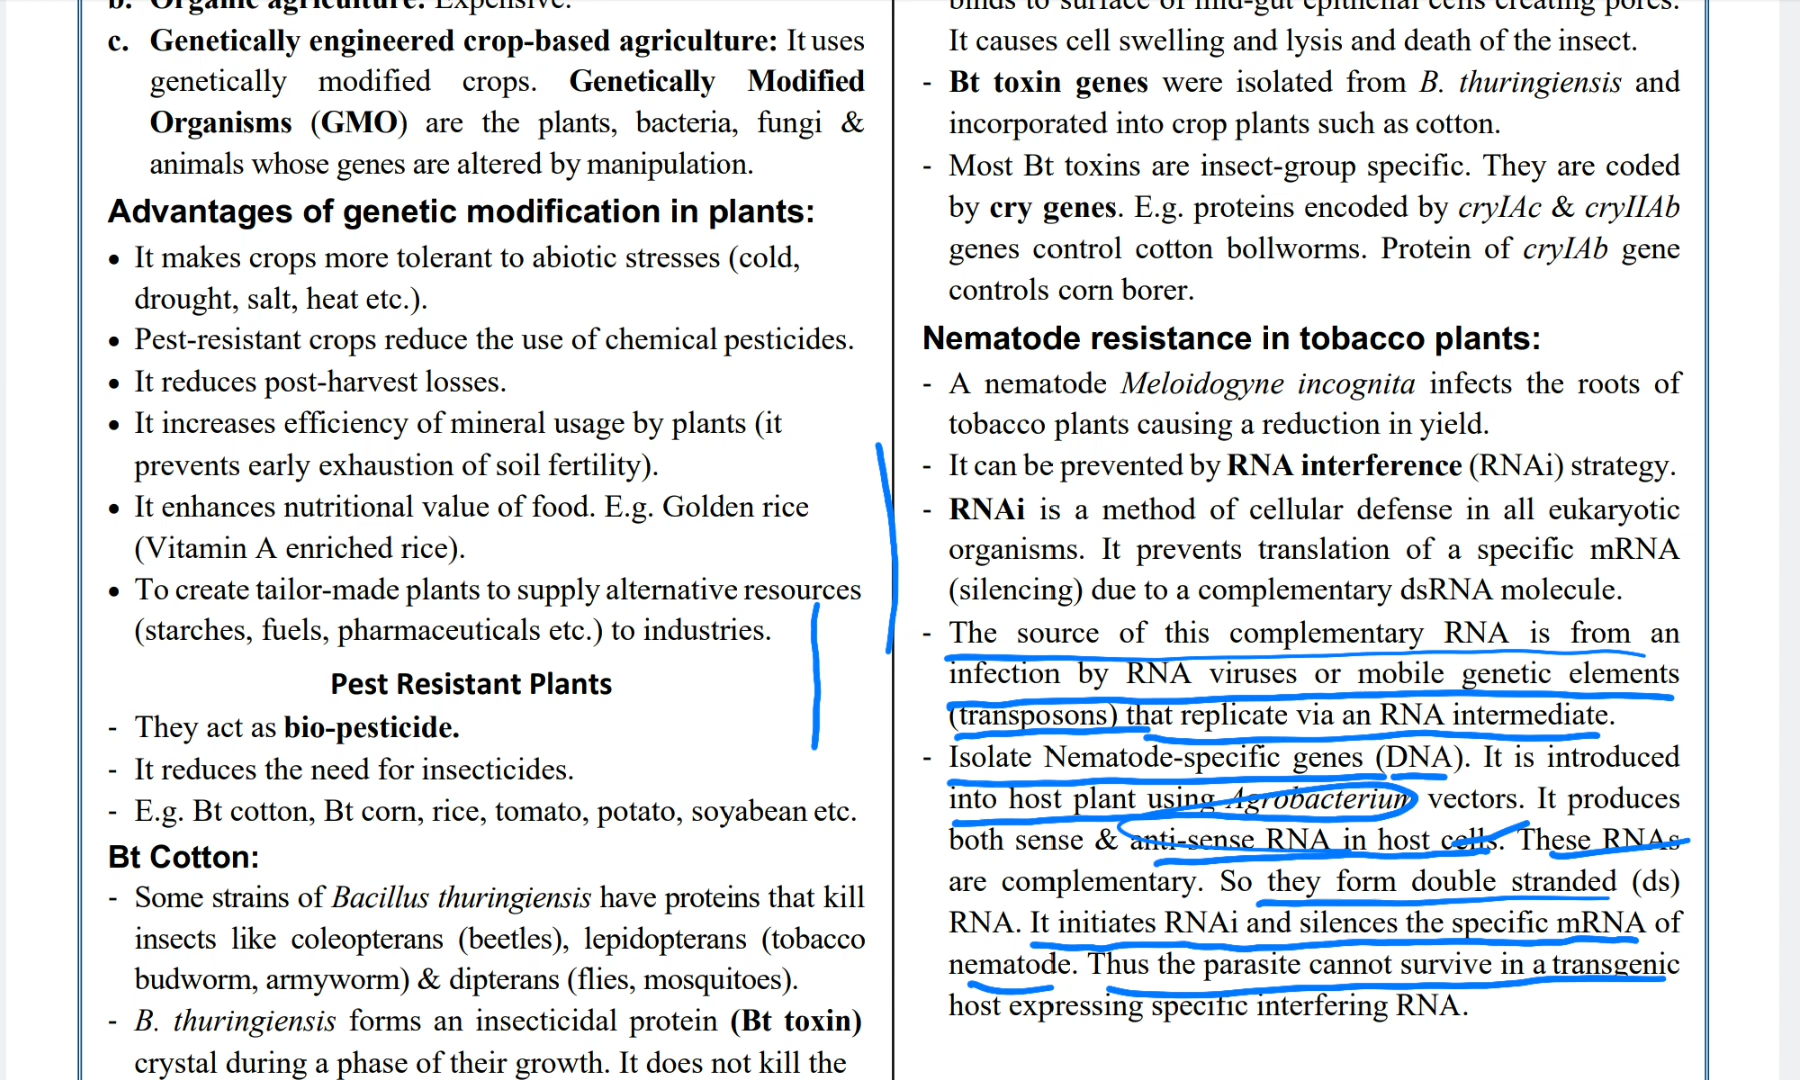 b. Organic agriculture: Expensive.
c. Genetically engineered crop-based agriculture: It uses
genetically modified crops. Genetically Modified
Organisms (GMO) are the plants, bacteria, fungi &
animals whose genes are altered by manipulation.
Advantages of genetic modification in plants:
• It makes crops more tolerant to abiotic stresses (cold,
drought, salt, heat etc.).
• Pest-resistant crops reduce the use of chemical pesticides.
• It reduces post-harvest losses.
• It increases efficiency of mineral usage by plants (it
prevents early exhaustion of soil fertility).
• It enhances nutritional value of food. E.g. Golden rice
(Vitamin A enriched rice).
• To create tailor-made plants to supply alternative resources
(starches, fuels, pharmaceuticals etc.) to industries.
Pest Resistant Plants
- They act as bio-pesticide.
- It reduces the need for insecticides.
- E.g. Bt cotton, Bt corn, rice, tomato, potato, soyabean etc.
Bt Cotton:
- Some strains of Bacillus thuringiensis have proteins that kill
insects like coleopterans (beetles), lepidopterans (tobacco
budworm, armyworm) & dipterans (flies, mosquitoes).
- B. thuringiensis forms an insecticidal protein (Bt toxin)
crystal during a phase of their growth. It does not kill the
binds to surface of mid-gut epithelial cells creating pores.
It causes cell swelling and lysis and death of the insect.
- Bt toxin genes were isolated from B. thuringiensis and
incorporated into crop plants such as cotton.
- Most Bt toxins are insect-group specific. They are coded
by cry genes. E.g. proteins encoded by cryIAc & cryIIAb
genes control cotton bollworms. Protein of cryIAb gene
controls corn borer.
Nematode resistance in tobacco plants:
- A nematode Meloidogyne incognita infects the roots of
tobacco plants causing a reduction in yield.
- It can be prevented by RNA interference (RNAi) strategy.
- RNAi is a method of cellular defense in all eukaryotic
organisms. It prevents translation of a specific mRNA
(silencing) due to a complementary dsRNA molecule.
- The source of this complementary RNA is from an
infection by RNA viruses or mobile genetic elements
(transposons) that replicate via an RNA intermediate.
- Isolate Nematode-specific genes (DNA). It is introduced
into host plant using Agrobacterium vectors. It produces
both sense & anti-sense RNA in host cells. These RNAs
are complementary. So they form double stranded (ds)
RNA. It initiates RNAi and silences the specific mRNA of
nematode. Thus the parasite cannot survive in a transgenic
host expressing specific interfering RNA.